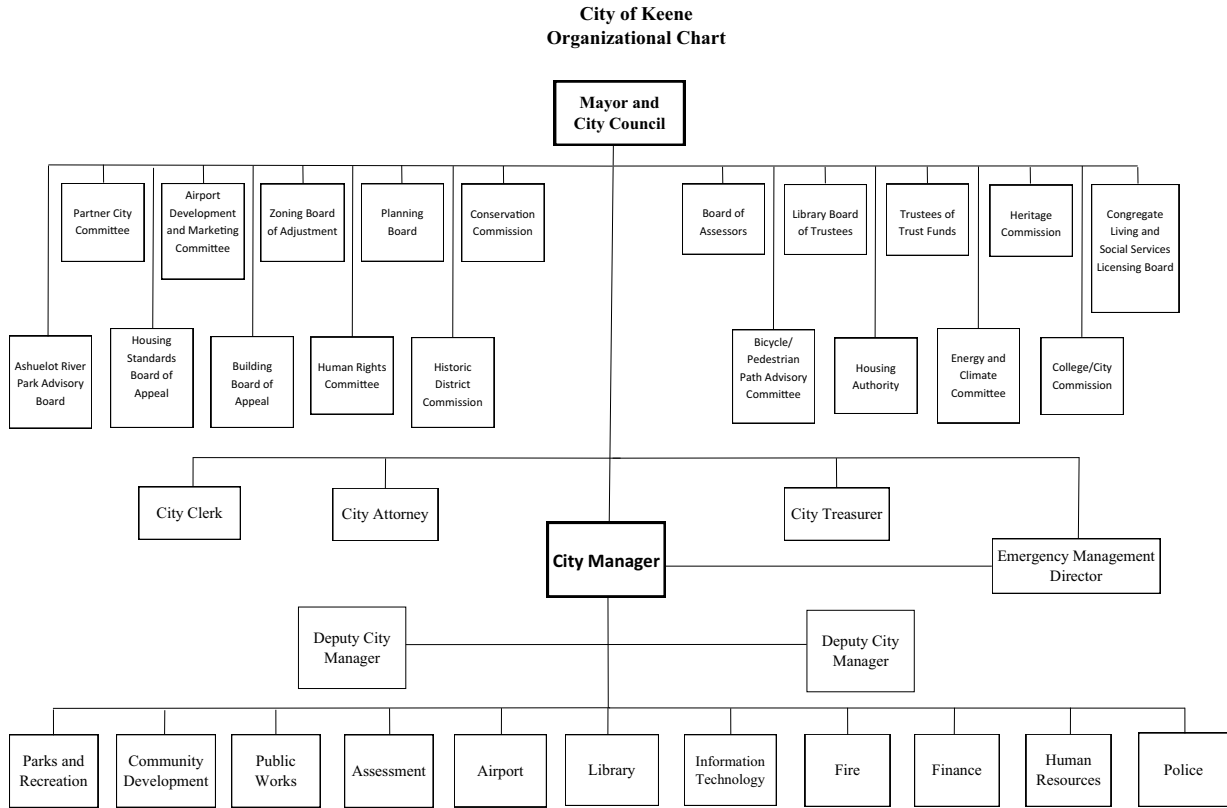 City of Keene
Organizational Chart
Mayor and
City Council
Partner City
Committee
Airport
Development
and Marketing
Committee
Zoning Board
of Adjustment
Planning
Board
Conservation
Commission
Board of
Assessors
Library Board
of Trustees
Trustees of
Trust Funds
Heritage
Commission
Congregate
Living and
Social Services
Licensing Board
Ashuelot River
Park Advisory
Board
Housing
Standards
Board of
Appeal
Building
Board of
Appeal
Human Rights
Committee
Historic
District
Commission
Bicycle/
Pedestrian
Path Advisory
Committee
Housing
Authority
Energy and
Climate
Committee
College/City
Commission
City Clerk
City Attorney
City Treasurer
City Manager
Emergency Management
Director
Deputy City
Manager
Deputy City
Manager
Parks and
Recreation
Community
Development
Public
Works
Assessment
Airport
Library
Information
Technology
Fire
Finance
Human
Resources
Police